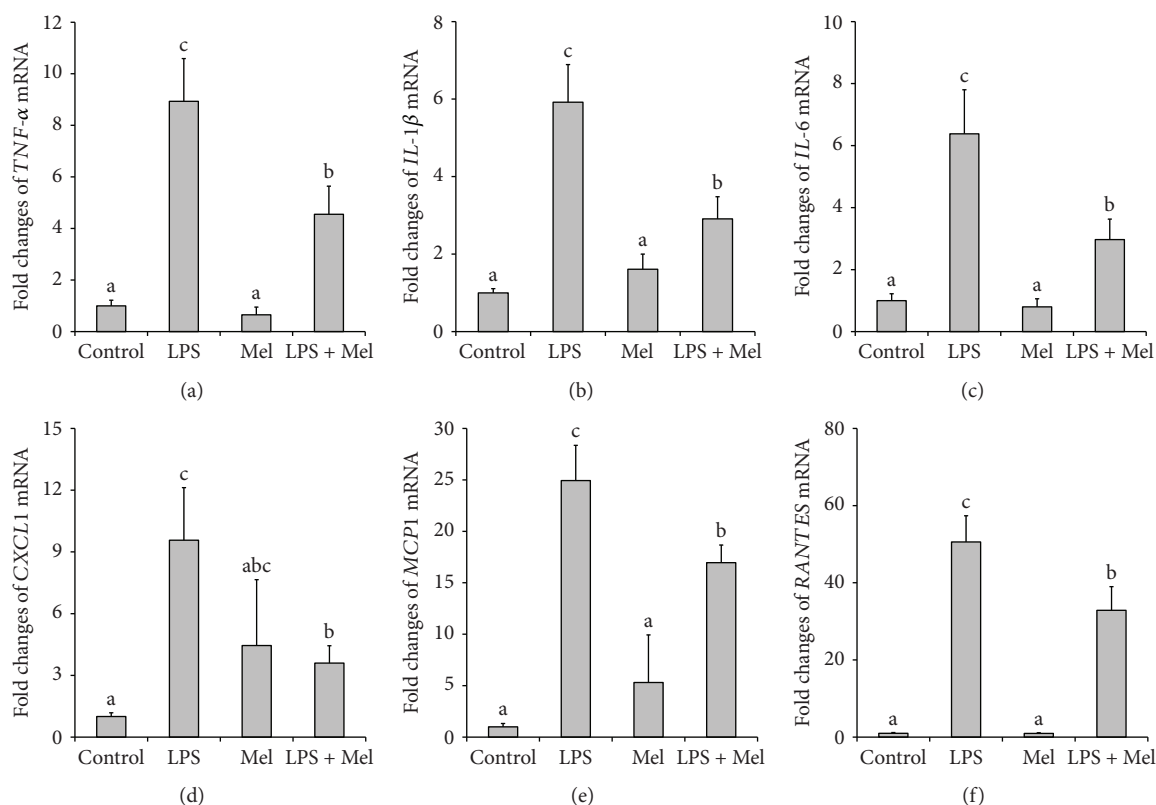 Fold changes of TNF-α mRNA
12
10
8
6
4
2
0
a
c
a
b
Control LPS Mel LPS + Mel
(a)
Fold changes of IL-1β mRNA
8
6
4
2
0
a
c
a
b
Control LPS Mel LPS + Mel
(b)
Fold changes of IL-6 mRNA
10
8
6
4
2
0
a
c
a
b
Control LPS Mel LPS + Mel
(c)
Fold changes of CXCL1 mRNA
15
12
9
6
3
0
a
c
abc
b
Control LPS Mel LPS + Mel
(d)
Fold changes of MCP1 mRNA
30
25
20
15
10
5
0
a
c
a
b
Control LPS Mel LPS + Mel
(e)
Fold changes of RANTES mRNA
80
60
40
20
0
a
c
a
b
Control LPS Mel LPS + Mel
(f)